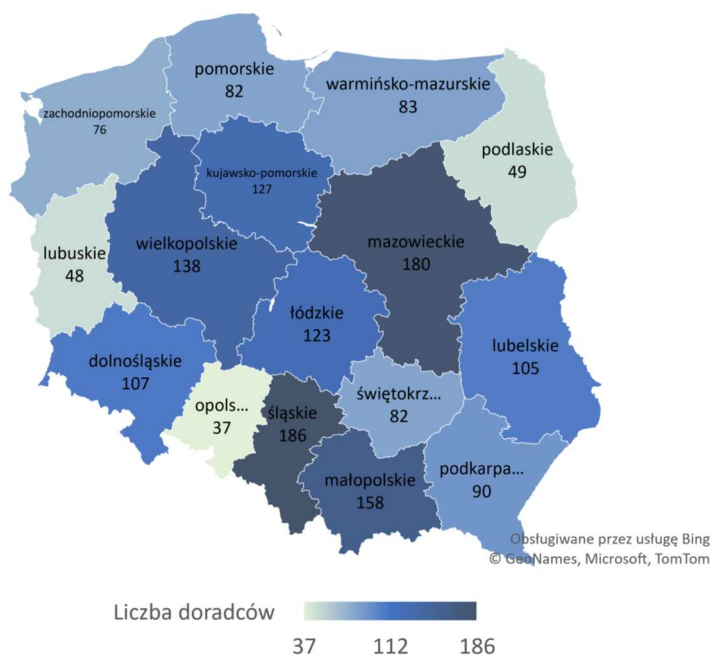 pomorskie
82
warmińsko-mazurskie
83
zachodniopomorskie
76
podlaskie
49
kujawsko-pomorskie
127
wielkopolskie
138
mazowieckie
180
lubuskie
48
łódzkie
123
lubelskie
105
dolnośląskie
107
opols...
37
śląskie
186
świętokrz...
82
małopolskie
158
podkarpa...
90
Obsługiwane przez usługę Bing
© GeoNames, Microsoft, TomTom
Liczba doradców
37 112 186